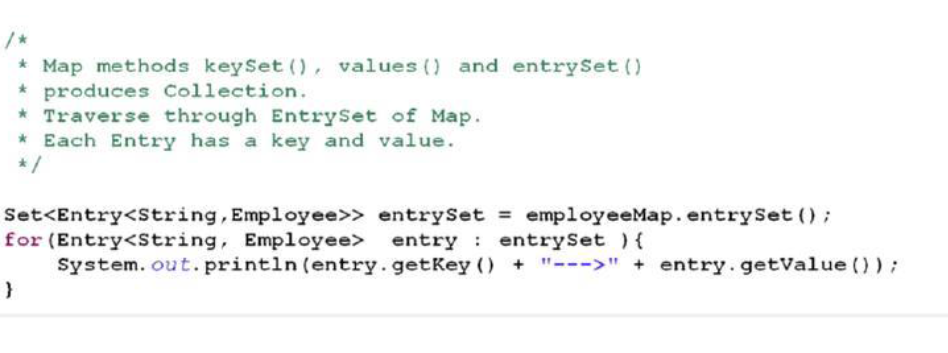 /*
* Map methods keySet(), values() and entrySet()
* produces Collection.
* Traverse through EntrySet of Map.
* Each Entry has a key and value.
*/
Set<Entry<String,Employee>> entrySet = employeeMap.entrySet();
for(Entry<String, Employee>  entry : entrySet ){
System.out.println(entry.getKey() + "--->" + entry.getValue());
}